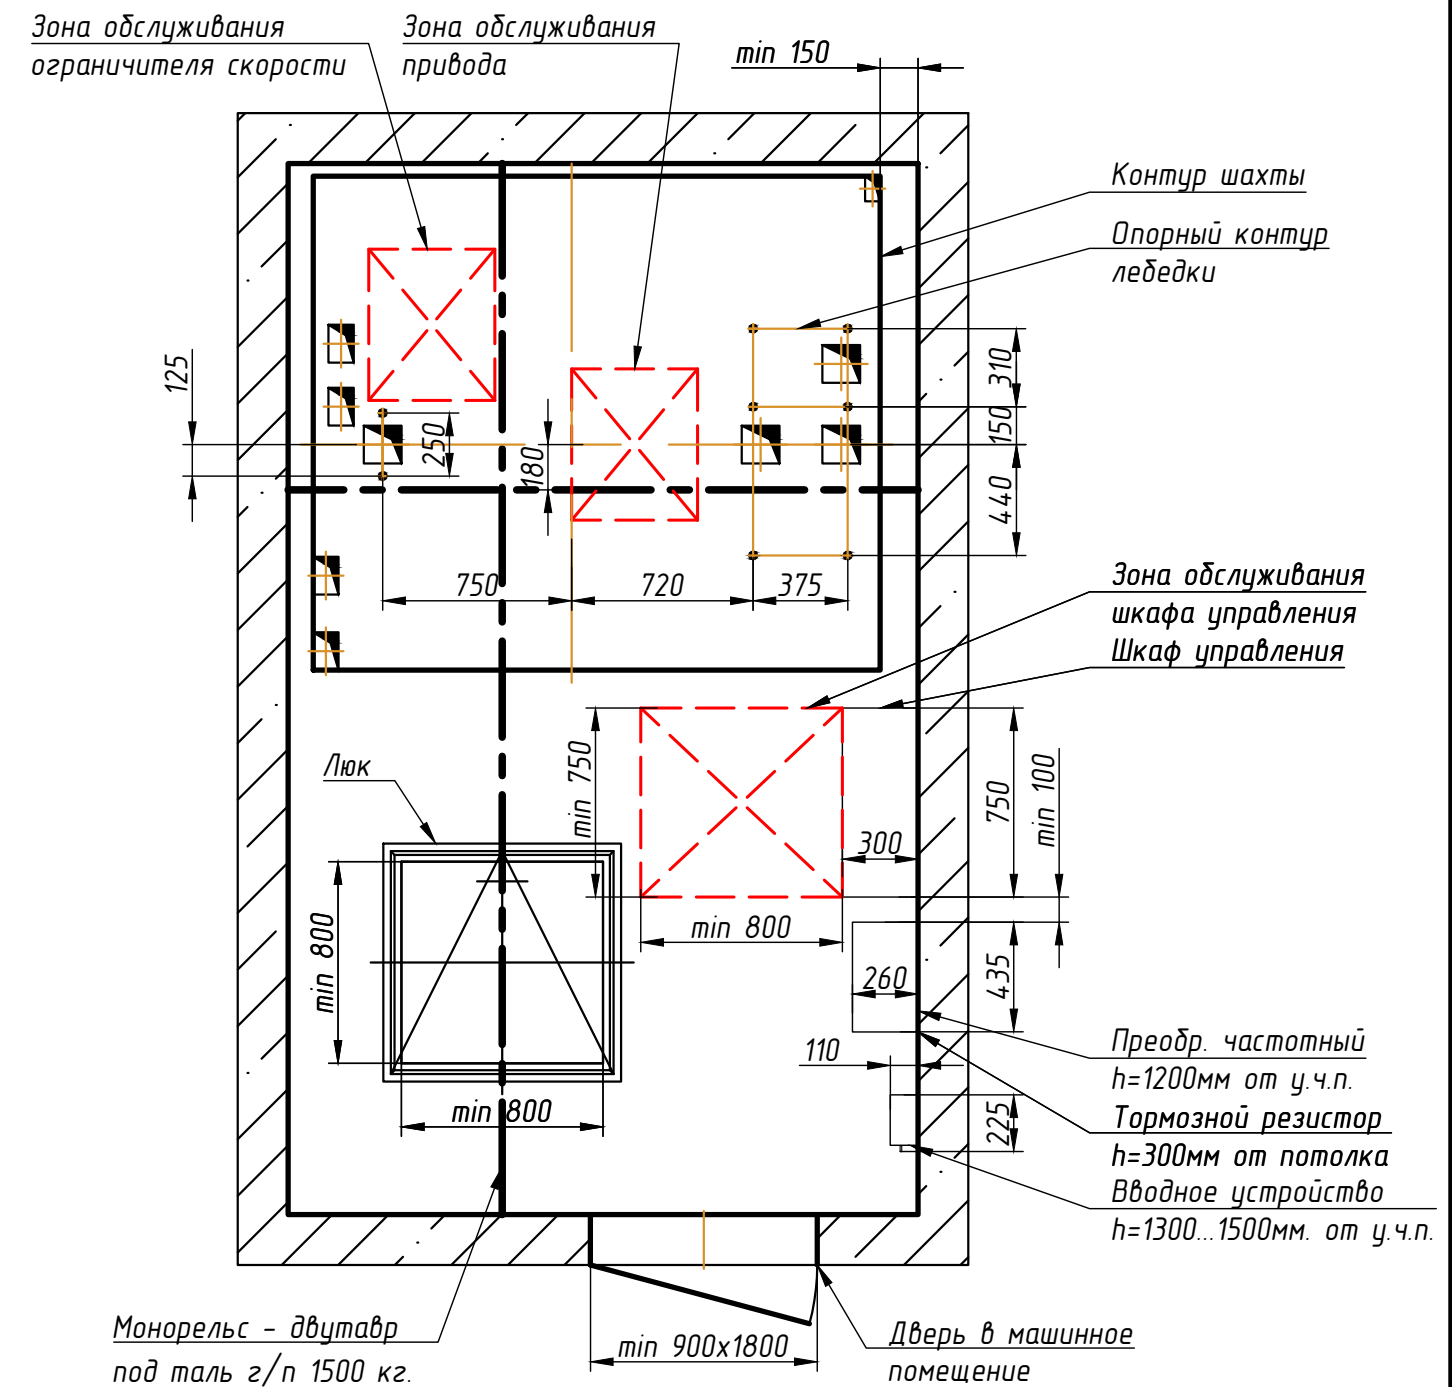 Зона обслуживания
ограничителя скорости
Зона обслуживания
привода
min 150
Контур шахты
Опорный контур
лебедки
125
250
180
310
150
440
750
720
375
Зона обслуживания
шкафа управления
Шкаф управления
Люк
min 750
750
min 100
300
min 800
min 800
min 800
260
435
110
225
Преобр. частотный
h=1200мм от у.ч.п.
Тормозной резистор
h=300мм от потолка
Вводное устройство
h=1300...1500мм. от у.ч.п.
Монорельс - двутавр
под таль г/п 1500 кг.
min 900x1800
Дверь в машинное
помещение